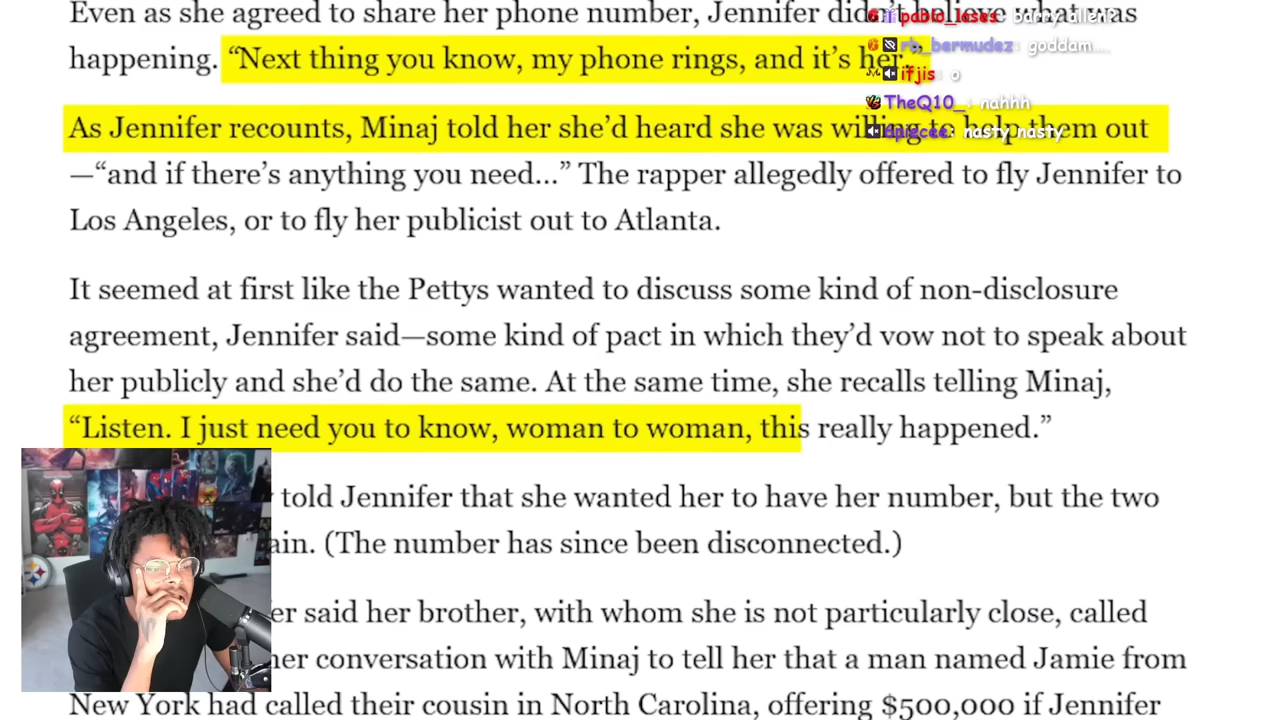 Even as she agreed to share her phone number, Jennifer didn't believe what was
happening. “Next thing you know, my phone rings, and it’s her.”
As Jennifer recounts, Minaj told her she’d heard she was willing to help them out
—“and if there’s anything you need...” The rapper allegedly offered to fly Jennifer to
Los Angeles, or to fly her publicist out to Atlanta.
It seemed at first like the Pettys wanted to discuss some kind of non-disclosure
agreement, Jennifer said—some kind of pact in which they’d vow not to speak about
her publicly and she’d do the same. At the same time, she recalls telling Minaj,
“Listen. I just need you to know, woman to woman, this really happened.”
told Jennifer that she wanted her to have her number, but the two
ain. (The number has since been disconnected.)
er said her brother, with whom she is not particularly close, called
her conversation with Minaj to tell her that a man named Jamie from
New York had called their cousin in North Carolina, offering $500,000 if Jennifer
pablo_loses: barry allen?
rb_bermudez: goddam....
ifjis: o
TheQ10_: nahhh
6piecee: nasty nasty